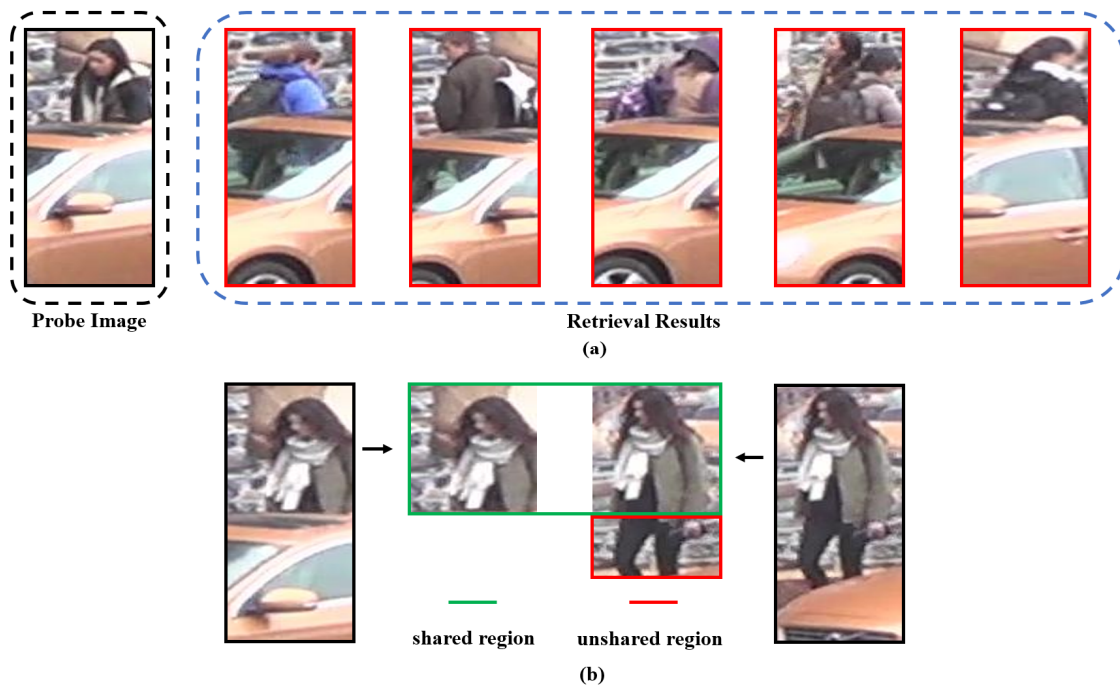 Probe Image
Retrieval Results
(a)
shared region
unshared region
(b)